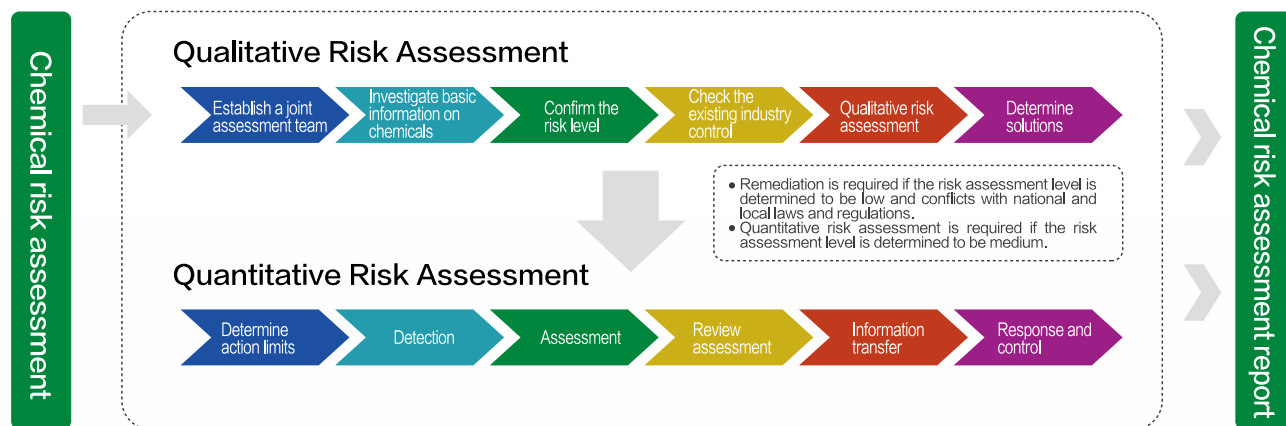 Chemical risk assessment
Qualitative Risk Assessment
Establish a joint
assessment team
Investigate basic
information on
chemicals
Confirm the
risk level
Check the
existing industry
control
Qualitative risk
assessment
Determine
solutions
• Remediation is required if the risk assessment level is
determined to be low and conflicts with national and
local laws and regulations.
• Quantitative risk assessment is required if the risk
assessment level is determined to be medium.
Quantitative Risk Assessment
Determine
action limits
Detection
Assessment
Review
assessment
Information
transfer
Response and
control
Chemical risk assessment report